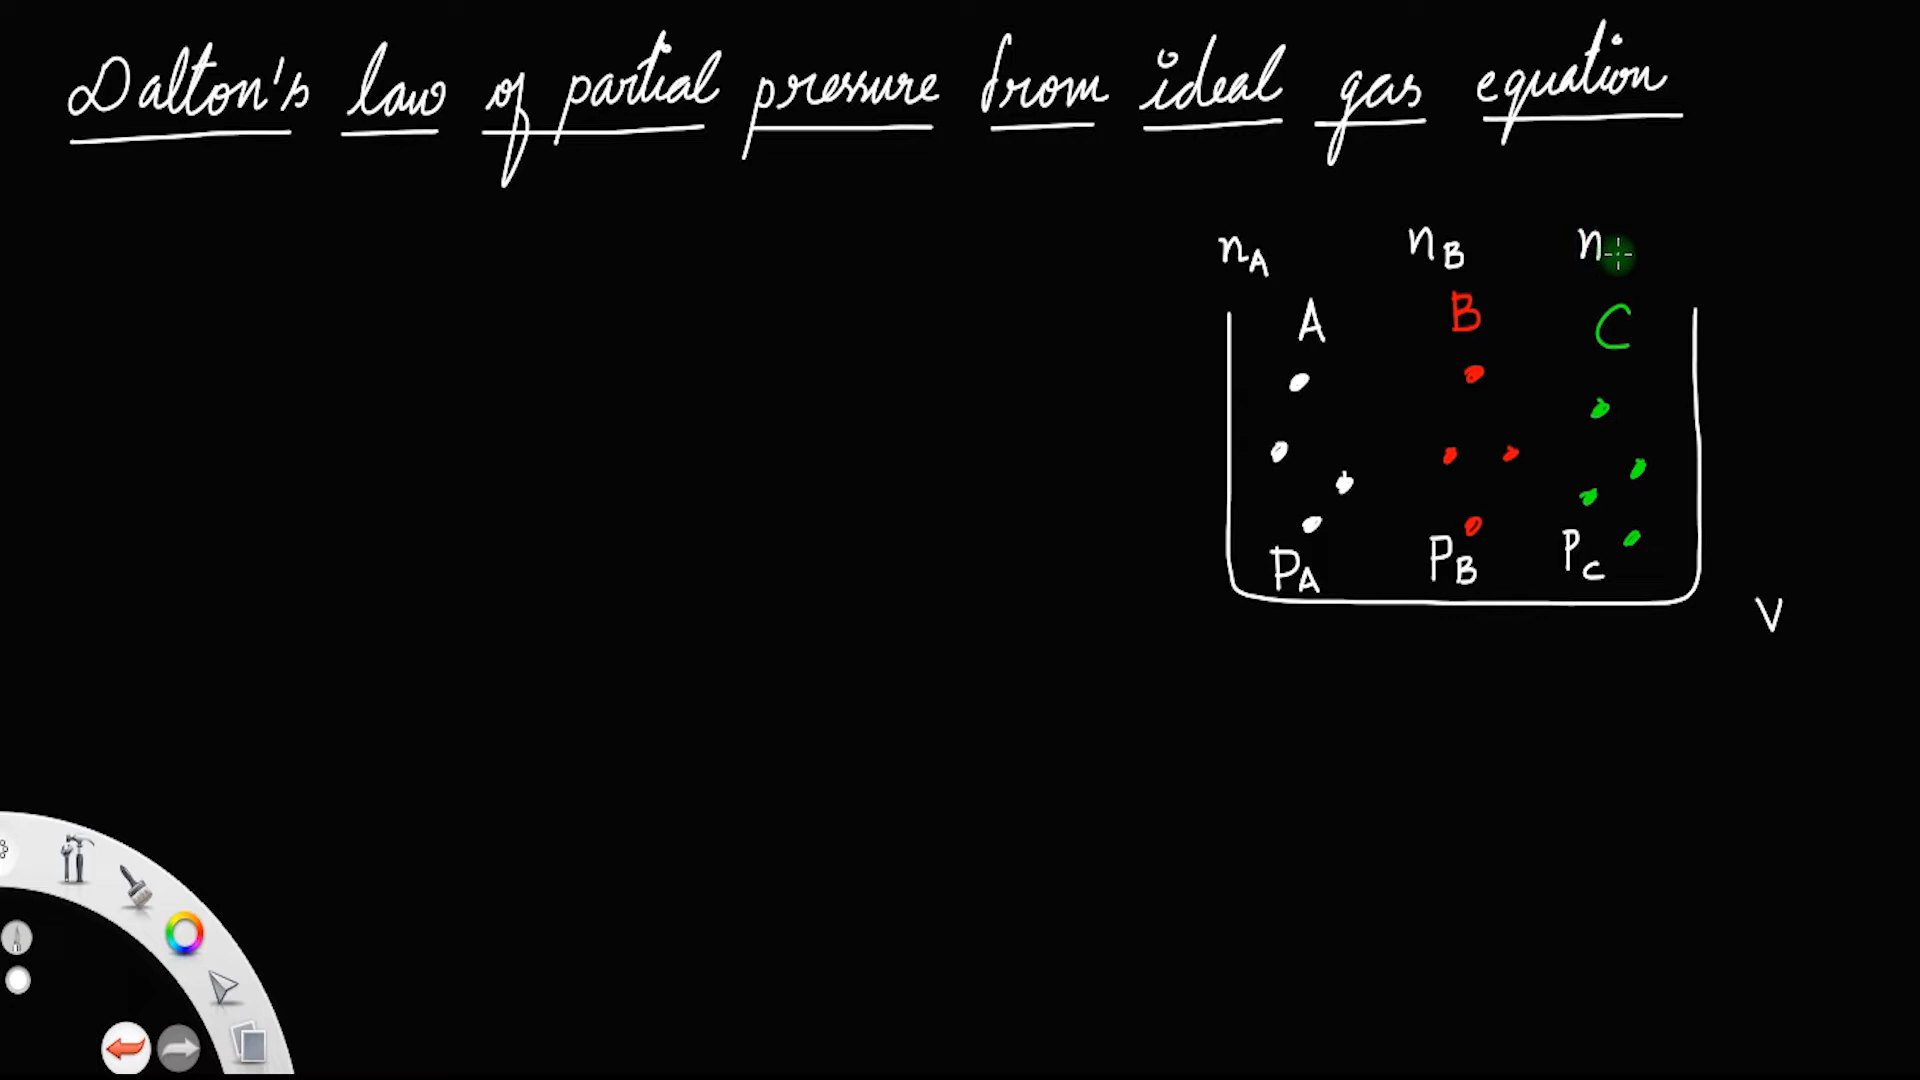 Dalton's law of partial pressure from ideal gas equation
nA nB n
A B C
PA PB PC
V